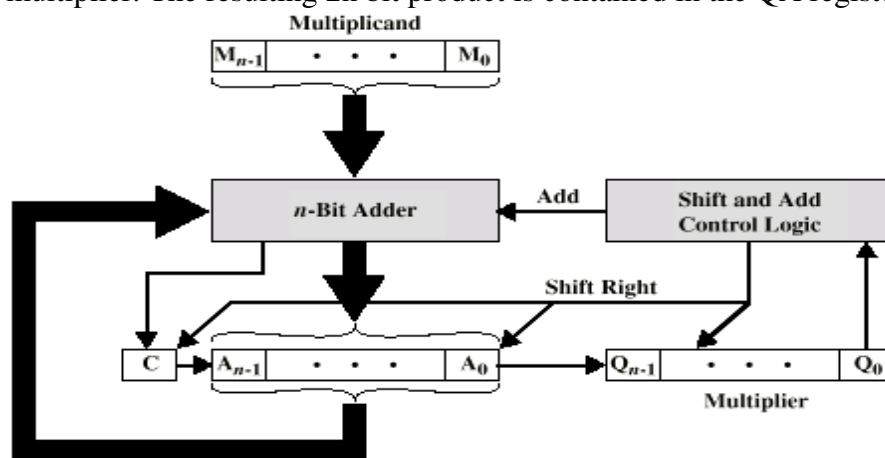 multiplier. The resulting 2n bit product is contained in the QA regist
Multiplicand
Mn-1 · · · M0
n-Bit Adder
Add
Shift and Add
Control Logic
Shift Right
C
An-1 · · · A0
Qn-1 · · · Q0
Multiplier